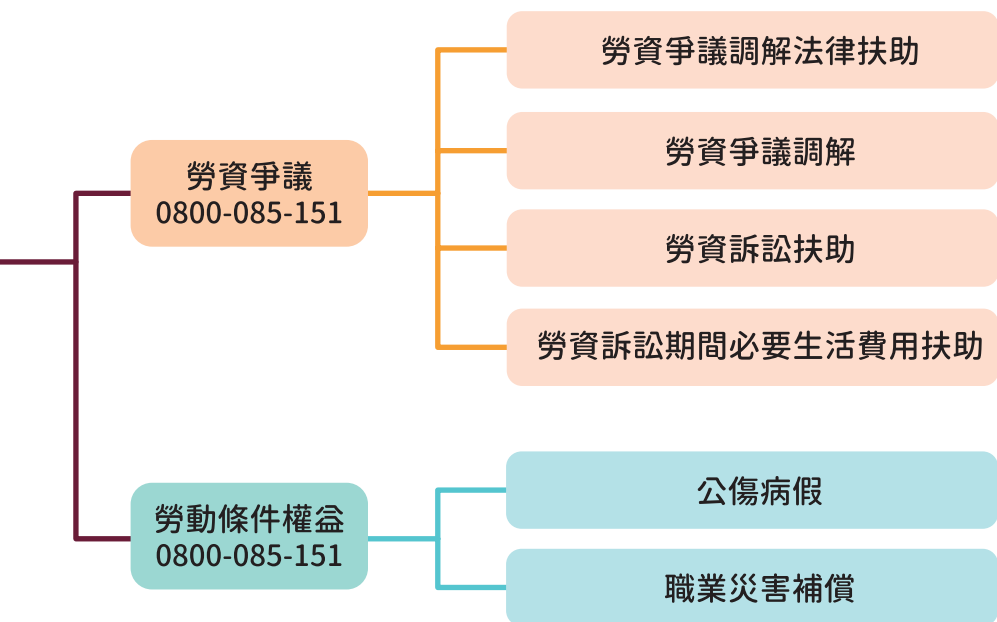 勞資爭議調解法律扶助
勞資爭議
0800-085-151
勞資爭議調解
勞資訴訟扶助
勞資訴訟期間必要生活費用扶助
勞動條件權益
0800-085-151
公傷病假
職業災害補償